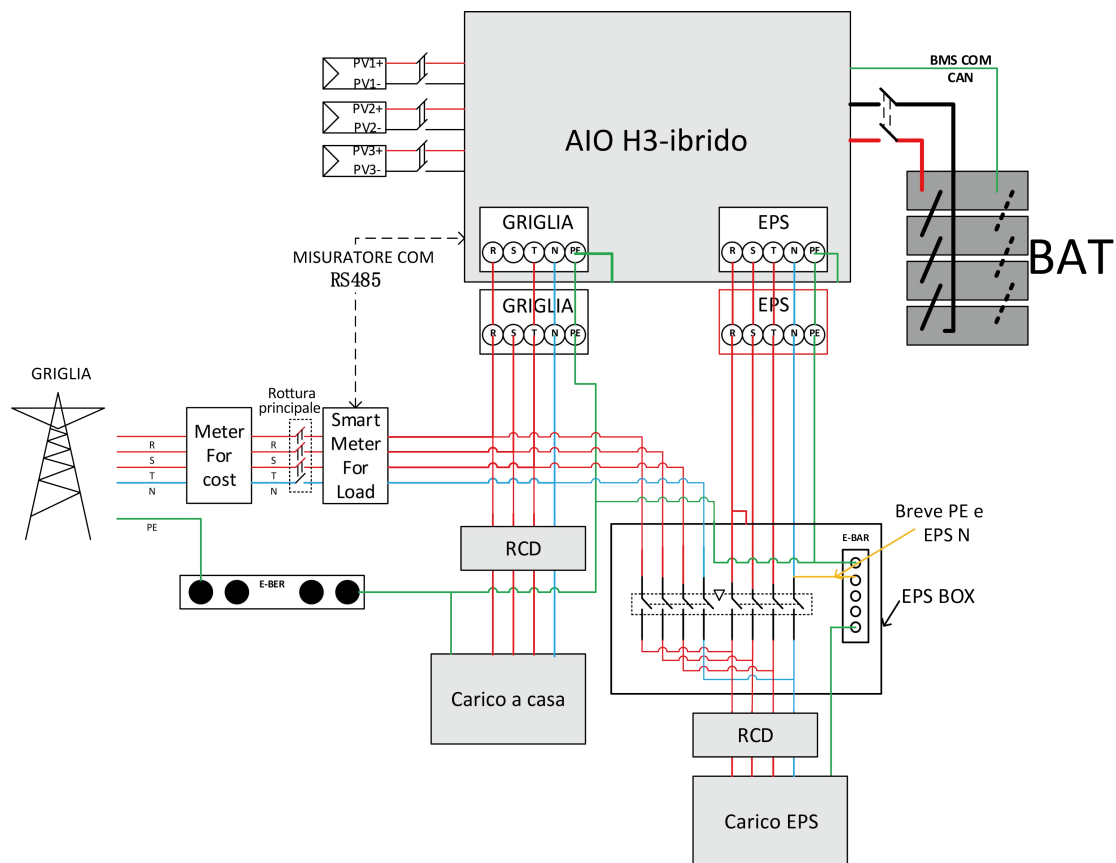 PV1+
PV1-
PV2+
PV2-
PV3+
PV3-
AIO H3-ibrido
BMS COM
CAN
BAT
GRIGLIA
R S T N PE
EPS
R S T N PE
MISURATORE COM
RS485
GRIGLIA
R S T N PE
EPS
R S T N PE
GRIGLIA
R
S
T
N
PE
Meter
For
cost
Rottura
principale
R
S
T
N
Smart
Meter
For
Load
RCD
E-BER
Carico a casa
Breve PE e
EPS N
E-BAR
EPS BOX
RCD
Carico EPS